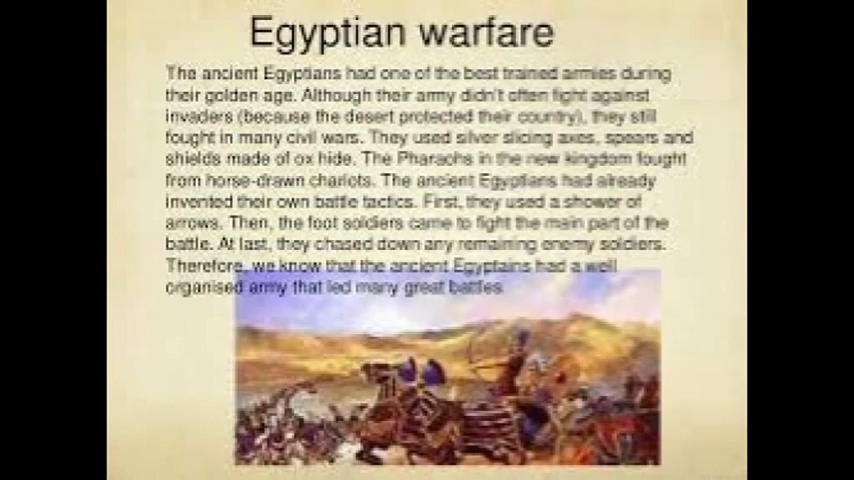 Egyptian warfare
The ancient Egyptians had one of the best trained armies during
their golden age. Although their army didn't often fight against
invaders (because the desert protected their country), they still
fought in many civil wars. They used silver slicing axes, spears and
shields made of ox hide. The Pharaohs in the new kingdom fought
from horse-drawn chariots. The ancient Egyptians had already
invented their own battle tactics. First, they used a shower of
arrows. Then, the foot soldiers came to fight the main part of the
battle. At last, they chased down any remaining enemy soldiers.
Therefore, we know that the ancient Egyptains had a well
organised army that led many great battles.